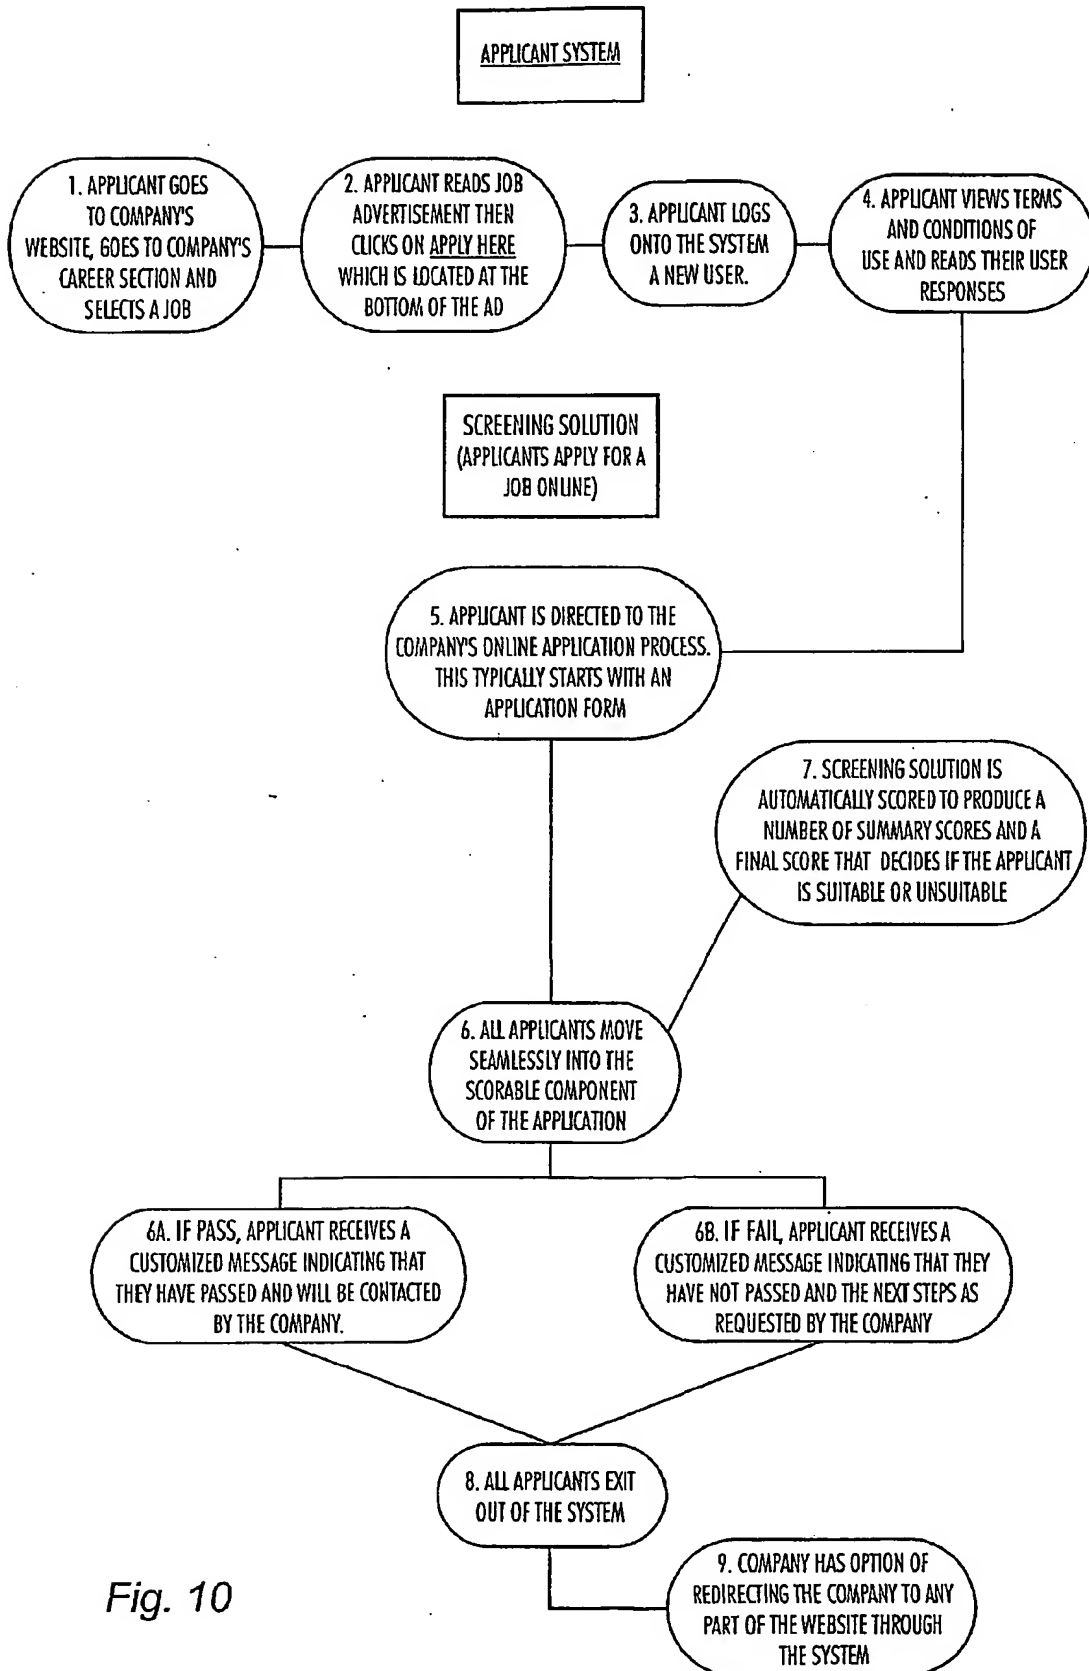 APPLICANT SYSTEM
1. APPLICANT GOES
TO COMPANY'S
WEBSITE, GOES TO COMPANY'S
CAREER SECTION AND
SELECTS A JOB
2. APPLICANT READS JOB
ADVERTISEMENT THEN
CLICKS ON APPLY HERE
WHICH IS LOCATED AT THE
BOTTOM OF THE AD
3. APPLICANT LOGS
ONTO THE SYSTEM
A NEW USER.
4. APPLICANT VIEWS TERMS
AND CONDITIONS OF
USE AND READS THEIR USER
RESPONSES
SCREENING SOLUTION
(APPLICANTS APPLY FOR A
JOB ONLINE)
5. APPLICANT IS DIRECTED TO THE
COMPANY'S ONLINE APPLICATION PROCESS.
THIS TYPICALLY STARTS WITH AN
APPLICATION FORM
7. SCREENING SOLUTION IS
AUTOMATICALLY SCORED TO PRODUCE A
NUMBER OF SUMMARY SCORES AND A
FINAL SCORE THAT DECIDES IF THE APPLICANT
IS SUITABLE OR UNSUITABLE
6. ALL APPLICANTS MOVE
SEAMLESSLY INTO THE
SCORABLE COMPONENT
OF THE APPLICATION
6A. IF PASS, APPLICANT RECEIVES A
CUSTOMIZED MESSAGE INDICATING THAT
THEY HAVE PASSED AND WILL BE CONTACTED
BY THE COMPANY.
6B. IF FAIL, APPLICANT RECEIVES A
CUSTOMIZED MESSAGE INDICATING THAT THEY
HAVE NOT PASSED AND THE NEXT STEPS AS
REQUESTED BY THE COMPANY
8. ALL APPLICANTS EXIT
OUT OF THE SYSTEM
9. COMPANY HAS OPTION OF
REDIRECTING THE COMPANY TO ANY
PART OF THE WEBSITE THROUGH
THE SYSTEM
Fig. 10